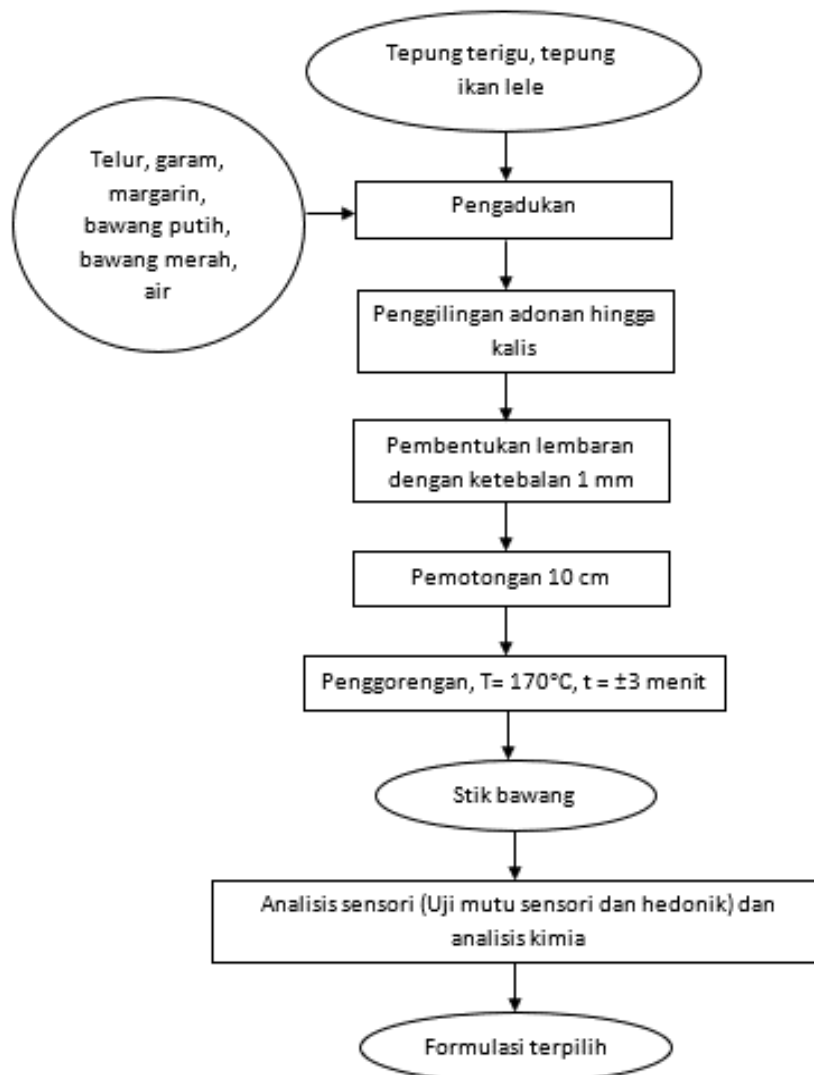 Tepung terigu, tepung
ikan lele
Telur, garam,
margarin,
bawang putih,
bawang merah,
air
Pengadukan
Penggilingan adonan hingga
kalis
Pembentukan lembaran
dengan ketebalan 1 mm
Pemotongan 10 cm
Penggorengan, T= 170°C, t = ±3 menit
Stik bawang
Analisis sensori (Uji mutu sensori dan hedonik) dan
analisis kimia
Formulasi terpilih